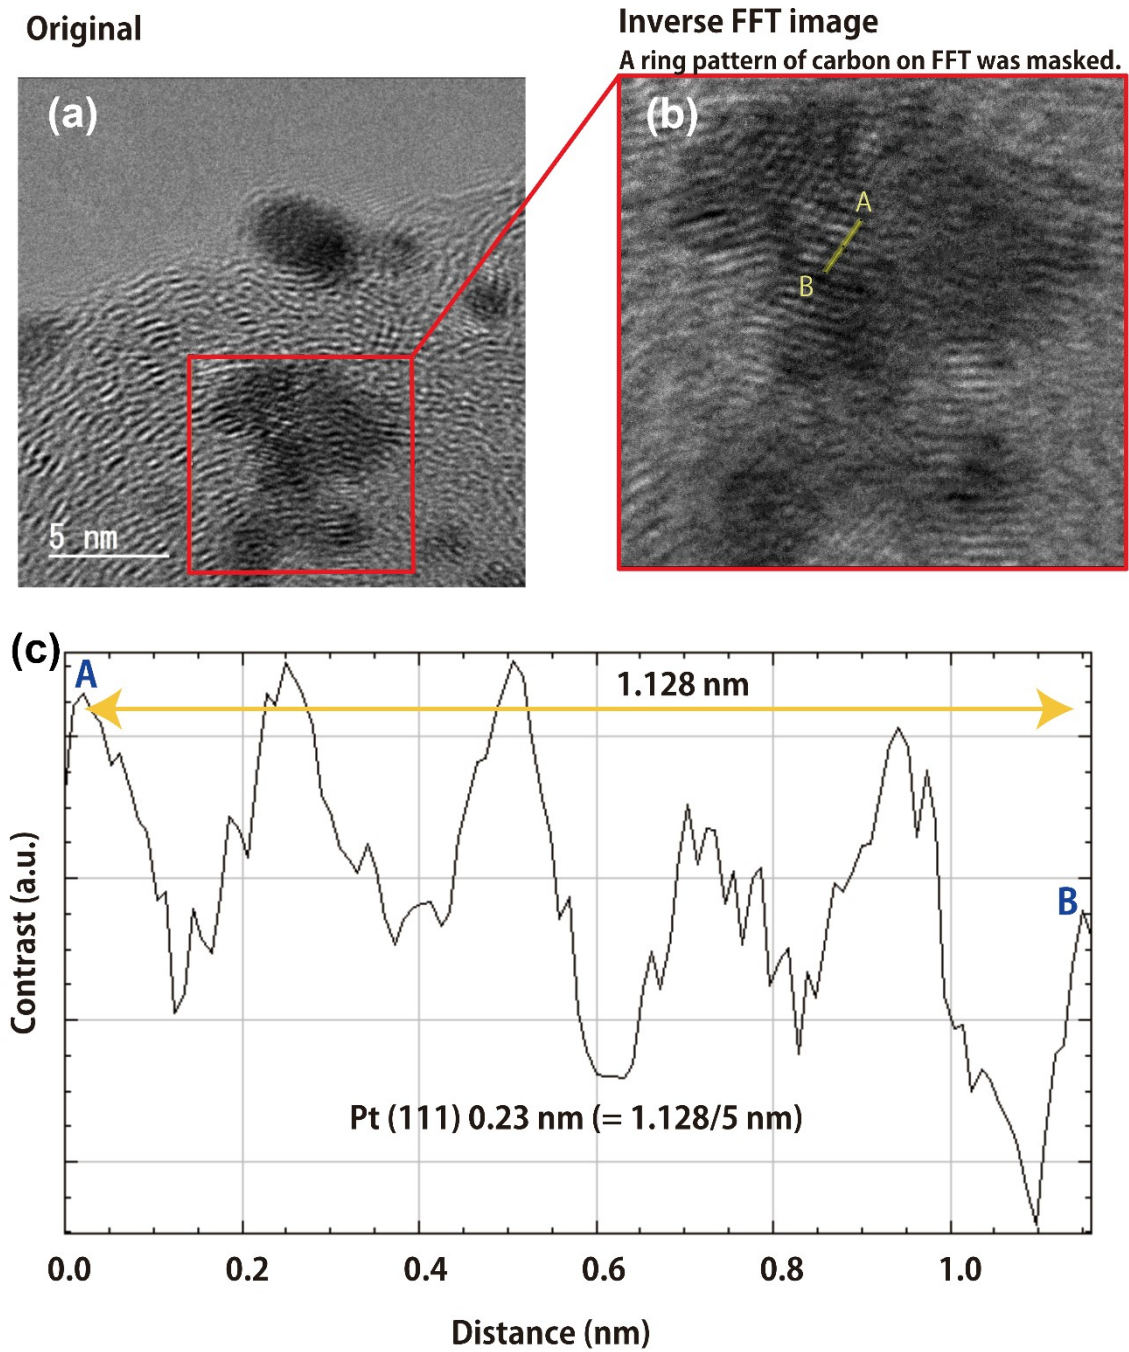 Original
Inverse FFT image
A ring pattern of carbon on FFT was masked.
(a)
5 nm
(b)
A
B
(c)
A
1.128 nm
B
Contrast (a.u.)
Pt (111) 0.23 nm (= 1.128/5 nm)
0.0 0.2 0.4 0.6 0.8 1.0
Distance (nm)